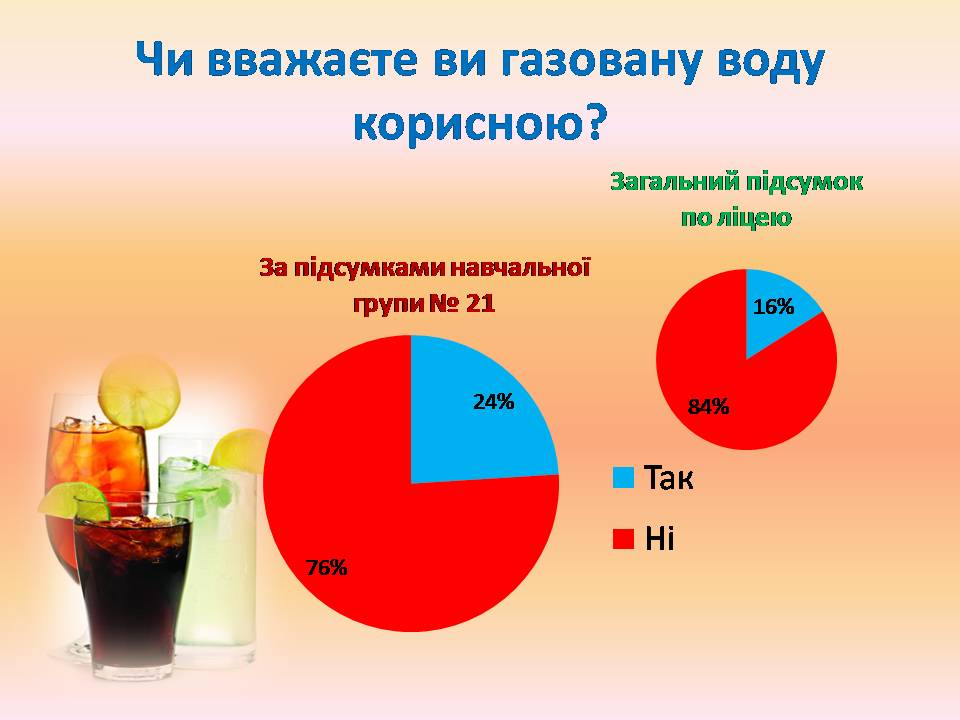 Чи вважаєте ви газовану воду
корисною?
Загальний підсумок
по ліцею
За підсумками навчальної
групи № 21
16%
84%
24%
76%
Так
Ні